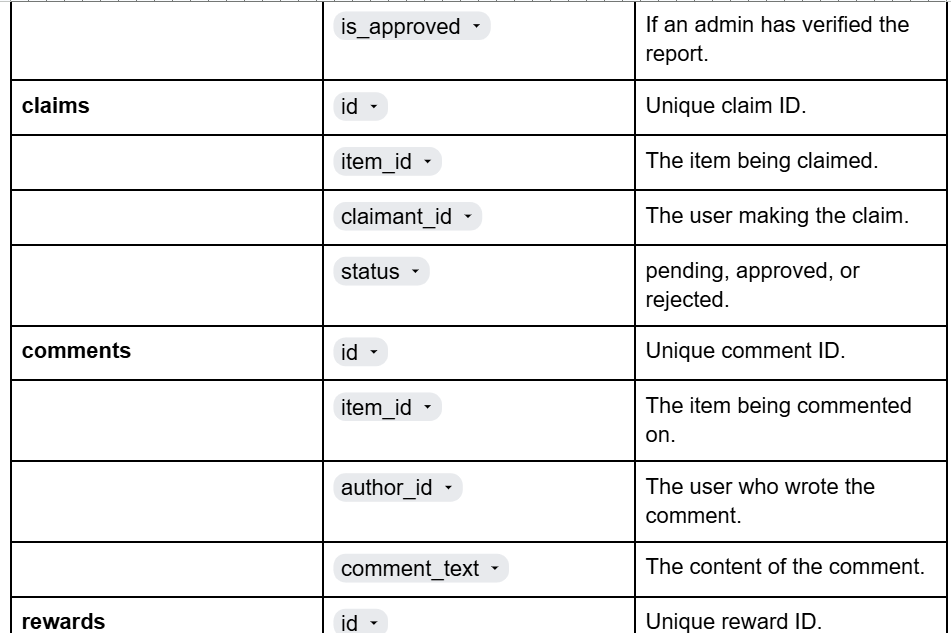 is_approved
If an admin has verified the
report.
claims
id
Unique claim ID.
item_id
The item being claimed.
claimant_id
The user making the claim.
status
pending, approved, or
rejected.
comments
id
Unique comment ID.
item_id
The item being commented
on.
author_id
The user who wrote the
comment.
comment_text
The content of the comment.
rewards
id
Unique reward ID.